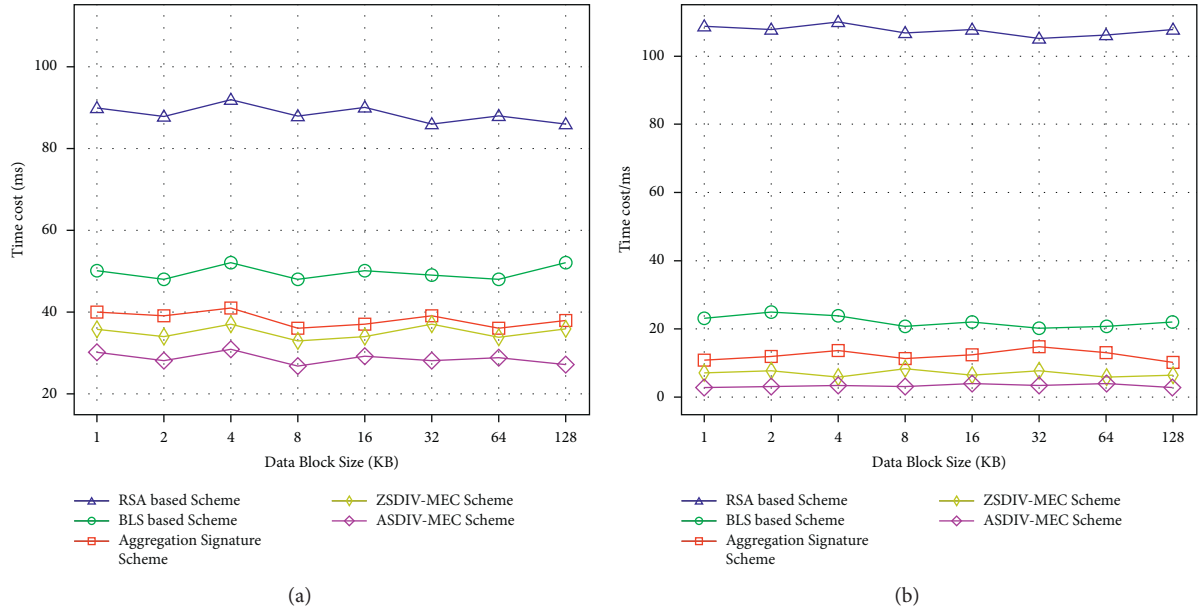 100
80
60
40
20
Time cost (ms)
1 2 4 8 16 32 64 128
Data Block Size (KB)
RSA based Scheme
BLS based Scheme
Aggregation Signature
Scheme
ZSDIV-MEC Scheme
ASDIV-MEC Scheme
(a)
100
80
60
40
20
0
Time cost/ms
1 2 4 8 16 32 64 128
Data Block Size (KB)
RSA based Scheme
BLS based Scheme
Aggregation Signature
Scheme
ZSDIV-MEC Scheme
ASDIV-MEC Scheme
(b)